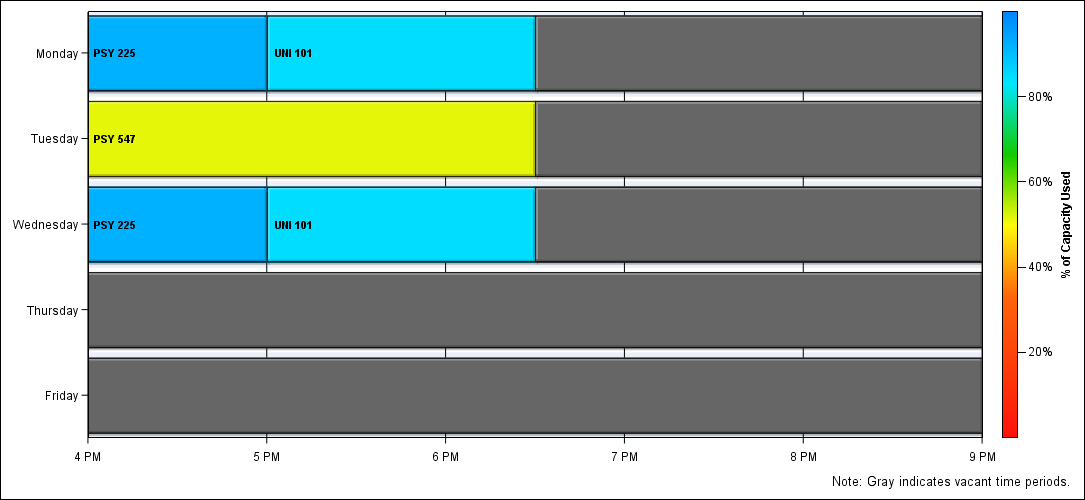 Monday
PSY 225
UNI 101
Tuesday
PSY 547
Wednesday
PSY 225
UNI 101
Thursday
Friday
4 PM
5 PM
6 PM
7 PM
8 PM
9 PM
80%
60%
40%
20%
% of Capacity Used
Note: Gray indicates vacant time periods.